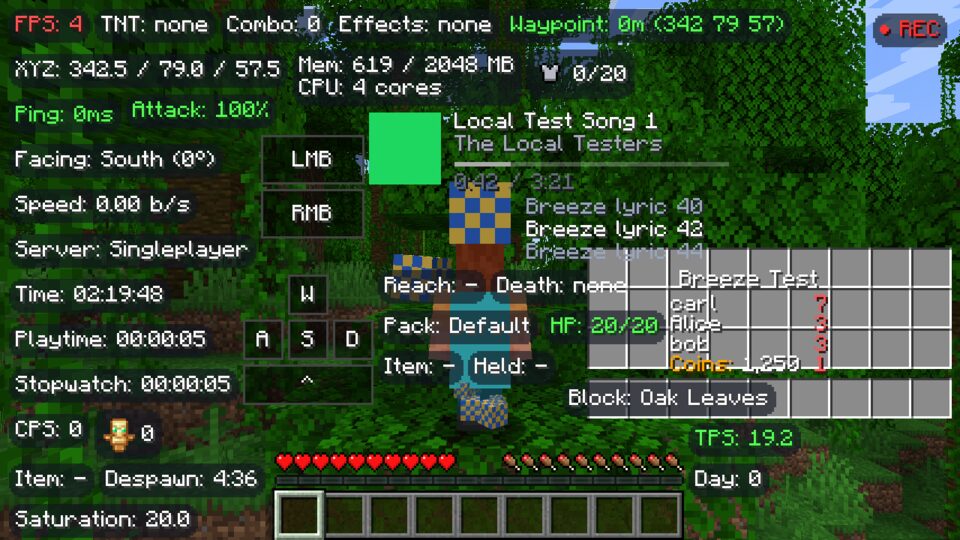 FPS: 4 TNT: none Combo: 0 Effects: none Waypoint: 0m (342 79 57)
REC
XYZ: 342.5 / 79.0 / 57.5
Mem: 619 / 2048 MB
CPU: 4 cores
0/20
Ping: 0ms
Attack: 100%
Local Test Song 1
The Local Testers
0:42 / 3:21
Facing: South (0°)
LMB
Speed: 0.00 b/s
RMB
Breeze lyric 40
Breeze lyric 42
Breeze lyric 44
Server: Singleplayer
Breeze Test
Reach: - Death: none
Time: 02:19:48
W
carl 7
Alice 3
bob 3
Coins: 1,250 1
Pack: Default HP: 20/20
Playtime: 00:00:05
A S D
Item: - Held: -
Stopwatch: 00:00:05
^
Block: Oak Leaves
CPS: 0
0
TPS: 19.2
Item: - Despawn: 4:36
Day: 0
Saturation: 20.0